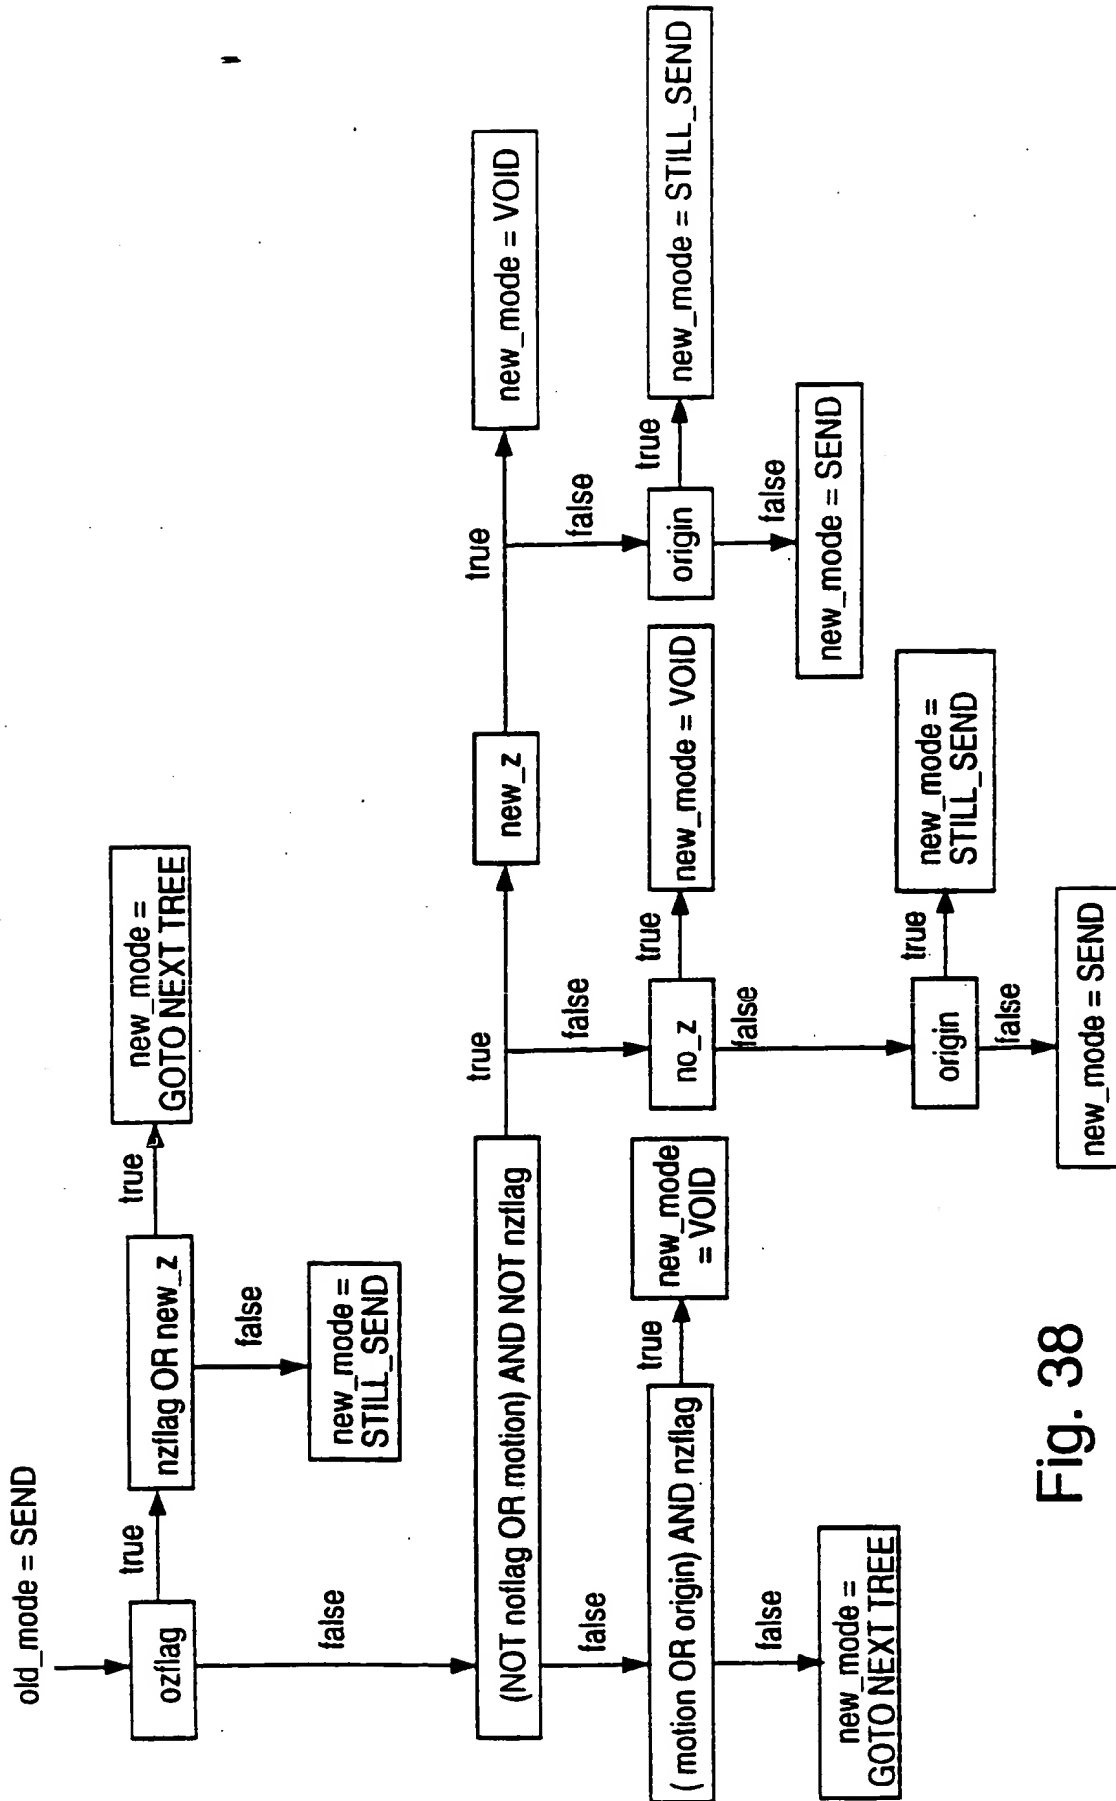 old_mode = SEND
ozflag
true
nzflag OR new_z
true
new_mode =
GOTO NEXT TREE
false
new_mode =
STILL_SEND
false
(NOT noflag OR motion) AND NOT nzflag
true
new_z
true
new_mode = VOID
false
origin
true
new_mode = STILL_SEND
false
new_mode = SEND
false
no_z
true
new_mode = VOID
false
origin
true
new_mode =
STILL_SEND
false
new_mode = SEND
false
( motion OR origin) AND nzflag
true
new_mode
= VOID
false
new_mode =
GOTO NEXT TREE
Fig. 38